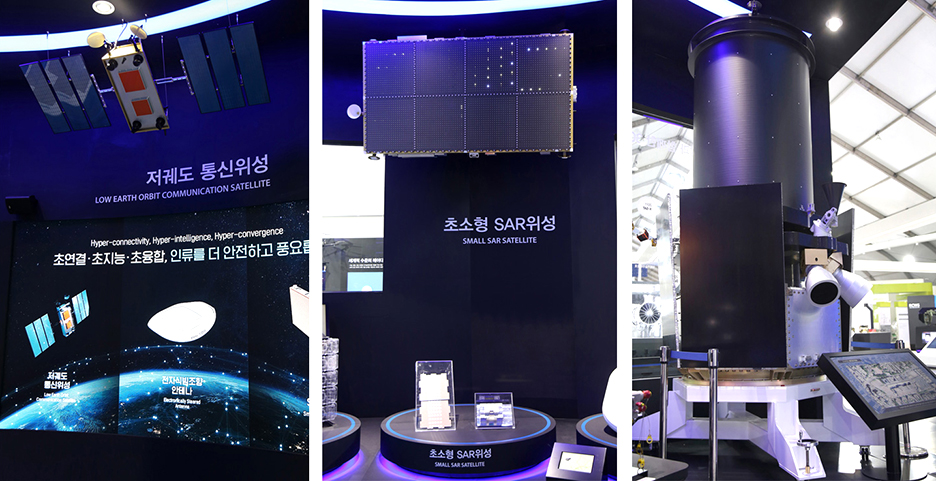 저궤도 통신위성
LOW EARTH ORBIT COMMUNICATION SATELLITE
Hyper-connectivity, Hyper-intelligence, Hyper-convergence
초연결·초지능·초융합, 인류를 더 안전하고 풍요롭
저궤도
통신위성
전자식빔조향
안테나
Electronically Steered
Antenna
초소형 SAR위성
SMALL SAR SATELLITE
초소형 SAR위성
SMALL SAR SATELLITE